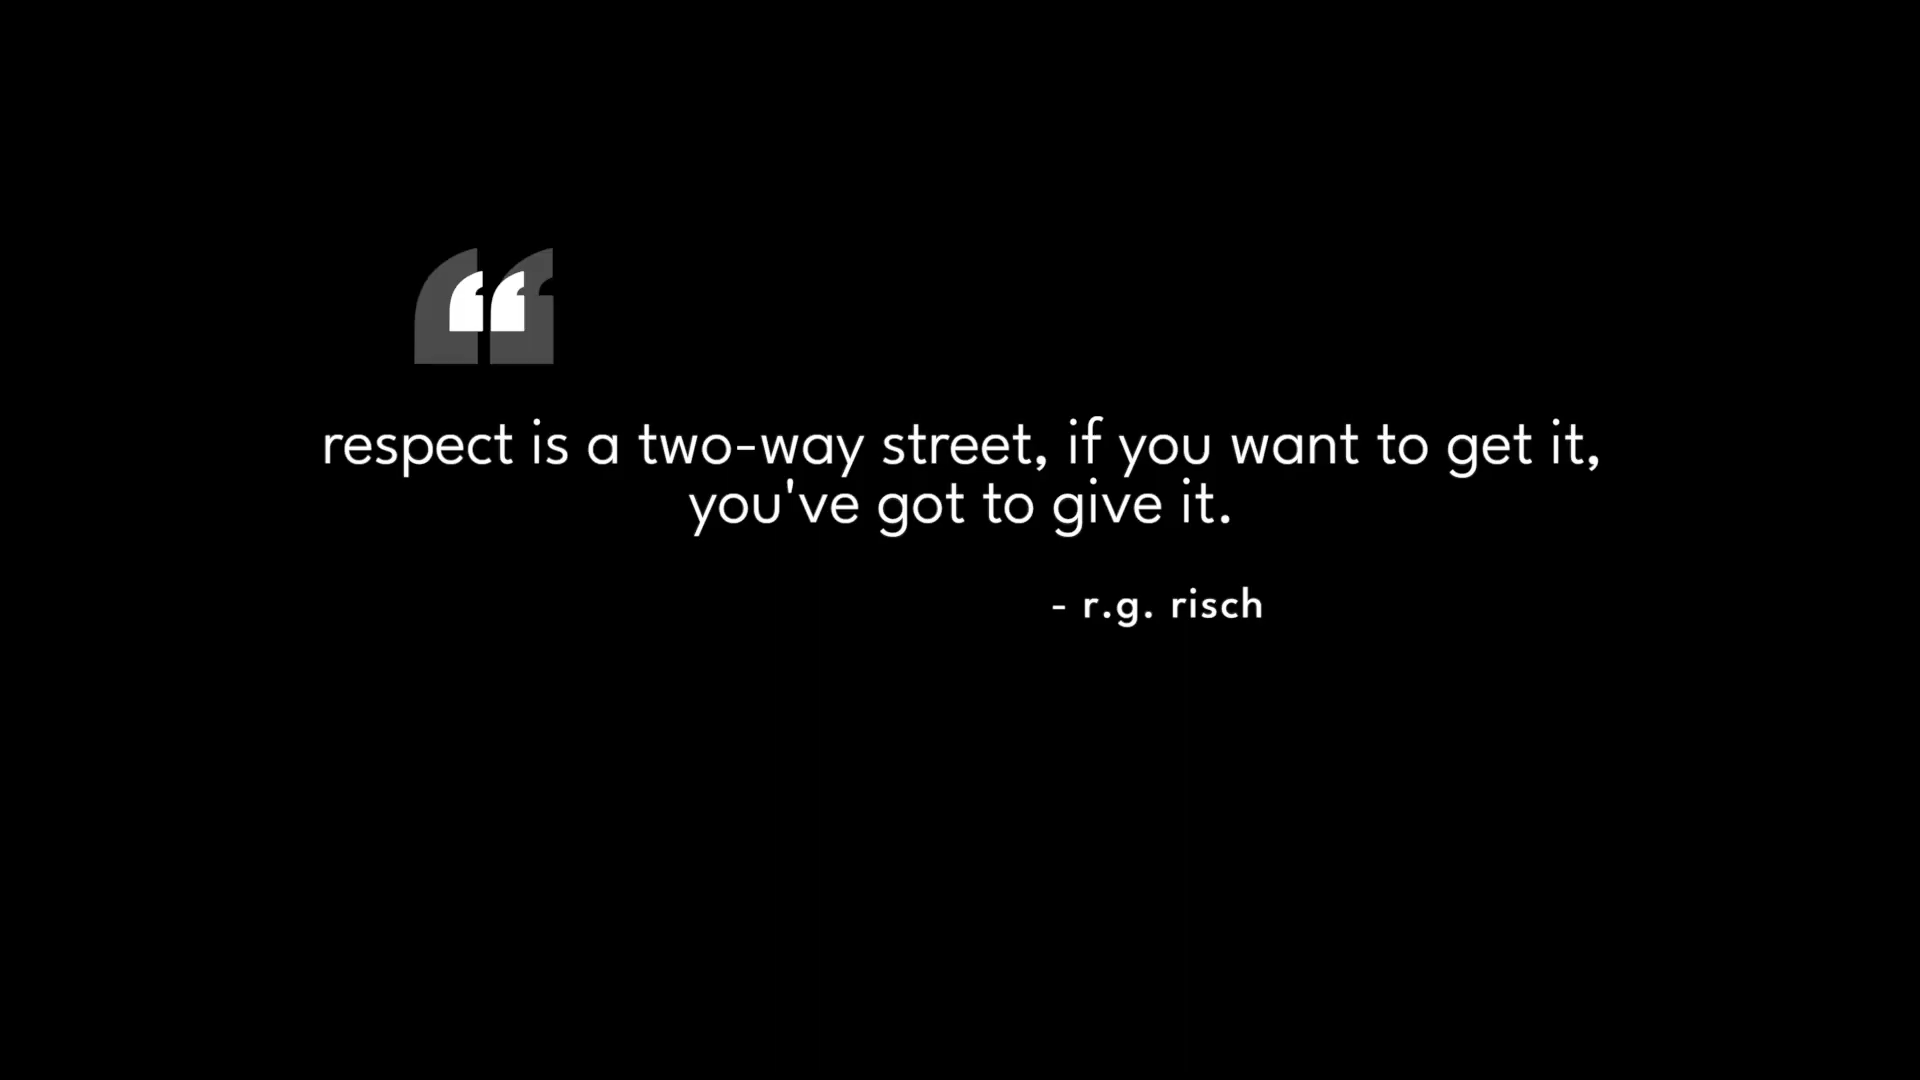 respect is a two-way street, if you want to get it,
you've got to give it.
- r.g. risch